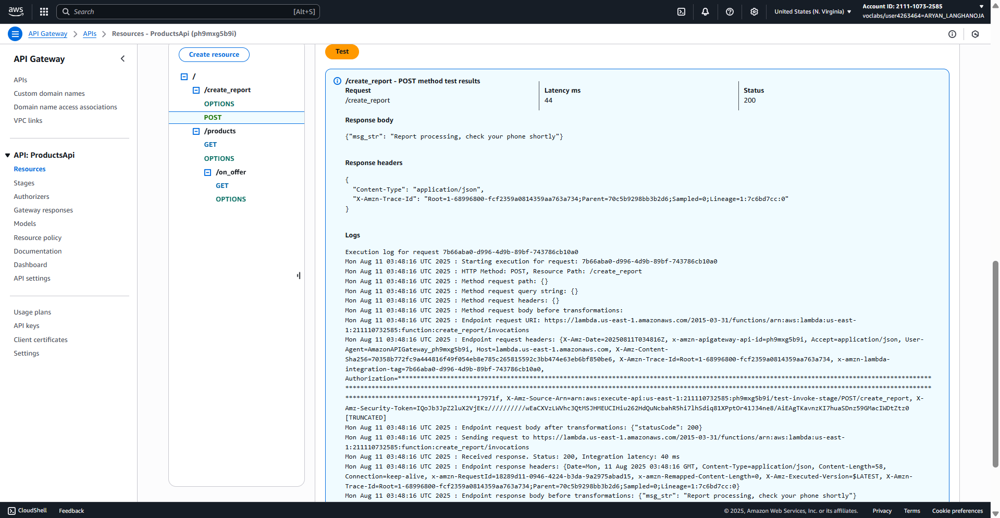 aws
Search
[Alt+S]
United States (N. Virginia)
Account ID: 2111-1073-2585
voclabs/user4263464=ARYAN_LANGHANOJA
API Gateway
APIs
Resources - ProductsApi (ph9mxg5b9i)
API Gateway
APIs
Custom domain names
Domain name access associations
VPC links
API: ProductsApi
Resources
Stages
Authorizers
Gateway responses
Models
Resource policy
Documentation
Dashboard
API settings
Usage plans
API keys
Client certificates
Settings
Create resource
/
/create_report
OPTIONS
POST
/products
GET
OPTIONS
/on_offer
GET
OPTIONS
Test
/create_report - POST method test results
Request
/create_report
Latency ms
44
Status
200
Response body
{"msg_str": "Report processing, check your phone shortly"}
Response headers
{
"Content-Type": "application/json",
"X-Amzn-Trace-Id": "Root=1-68996800-fcf2359a0814359aa763a734;Parent=70c5b9298bb3b2d6;Sampled=0;Lineage=1:7c6bd7cc:0"
}
Logs
Execution log for request 7b66aba0-d996-4d9b-89bf-743786cb10a0
Mon Aug 11 03:48:16 UTC 2025 : Starting execution for request: 7b66aba0-d996-4d9b-89bf-743786cb10a0
Mon Aug 11 03:48:16 UTC 2025 : HTTP Method: POST, Resource Path: /create_report
Mon Aug 11 03:48:16 UTC 2025 : Method request path: {}
Mon Aug 11 03:48:16 UTC 2025 : Method request query string: {}
Mon Aug 11 03:48:16 UTC 2025 : Method request headers: {}
Mon Aug 11 03:48:16 UTC 2025 : Method request body before transformations:
Mon Aug 11 03:48:16 UTC 2025 : Endpoint request URI: https://lambda.us-east-1.amazonaws.com/2015-03-31/functions/arn:aws:lambda:us-east-
1:211110732585:function:create_report/invocations
Mon Aug 11 03:48:16 UTC 2025 : Endpoint request headers: {X-Amz-Date=20250811T034816Z, x-amzn-apigateway-api-id=ph9mxg5b9i, Accept=application/json, User-
Agent=AmazonAPIGateway_ph9mxg5b9i, Host=lambda.us-east-1.amazonaws.com, X-Amz-Content-
Sha256=70358b772fc9a444816f49f054eb8e785c265815592c3bb474e63eb6bf850be6, X-Amzn-Trace-Id=Root=1-68996800-fcf2359a0814359aa763a734, x-amzn-lambda-
integration-tag=7b66aba0-d996-4d9b-89bf-743786cb10a0,
Authorization=**********************************************************************************************************************************************
************************************************************************************************************************************************************
***********************************17971f, X-Amz-Source-Arn=arn:aws:execute-api:us-east-1:211110732585:ph9mxg5b9i/test-invoke-stage/POST/create_report, X-
Amz-Security-Token=IQoJb3JpZ2luX2VjEKz//////////wEaCXVzLWVhc3QtMSJHMEUCIHiu262HdQuNcbahR5hi7lhSdiq81XPptOr41J34ne8/AiEAgTKavnzKI7huaSDnz59GMacIWDtZtz0
[TRUNCATED]
Mon Aug 11 03:48:16 UTC 2025 : Endpoint request body after transformations: {"statusCode": 200}
Mon Aug 11 03:48:16 UTC 2025 : Sending request to https://lambda.us-east-1.amazonaws.com/2015-03-31/functions/arn:aws:lambda:us-east-
1:211110732585:function:create_report/invocations
Mon Aug 11 03:48:16 UTC 2025 : Received response. Status: 200, Integration latency: 40 ms
Mon Aug 11 03:48:16 UTC 2025 : Endpoint response headers: {Date=Mon, 11 Aug 2025 03:48:16 GMT, Content-Type=application/json, Content-Length=58,
Connection=keep-alive, x-amzn-RequestId=18289d11-0946-4224-b3da-9a2975abad15, x-amzn-Remapped-Content-Length=0, X-Amz-Executed-Version=$LATEST, X-Amzn-
Trace-Id=Root=1-68996800-fcf2359a0814359aa763a734;Parent=70c5b9298bb3b2d6;Sampled=0;Lineage=1:7c6bd7cc:0}
Mon Aug 11 03:48:16 UTC 2025 : Endpoint response body before transformations: {"msg_str": "Report processing, check your phone shortly"}
CloudShell
Feedback
© 2025, Amazon Web Services, Inc. or its affiliates.
Privacy
Terms
Cookie preferences